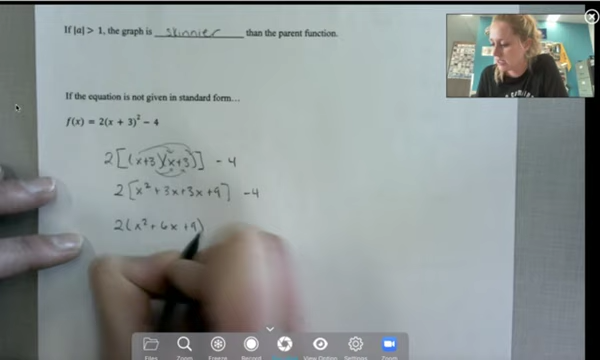 If |a| > 1, the graph is skinnier than the parent function.
If the equation is not given in standard form…
f(x) = 2(x + 3)² − 4
2[(x+3)(x+3)] - 4
2[x²+3x+3x+9] -4
2(x²+6x+9)
Files Zoom Freeze Record Settings View Option Zoom